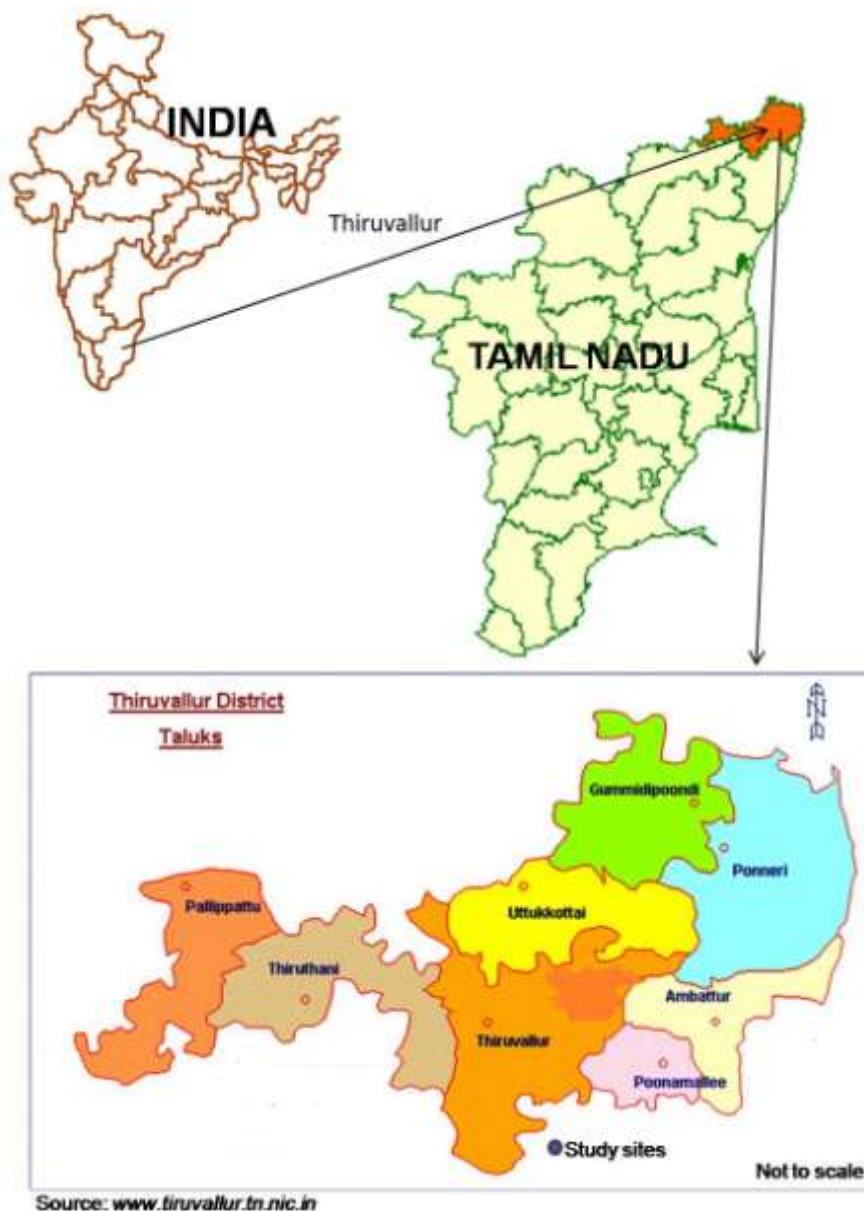 INDIA
Thiruvallur
TAMIL NADU
Thiruvallur District
Taluks
Gummidipoondi
Ponneri
Pallippattu
Uttukkottai
Thiruthani
Ambattur
Thiruvallur
Poonamallee
Study sites
Not to scale
Source: www.tiruvallur.tn.nic.in